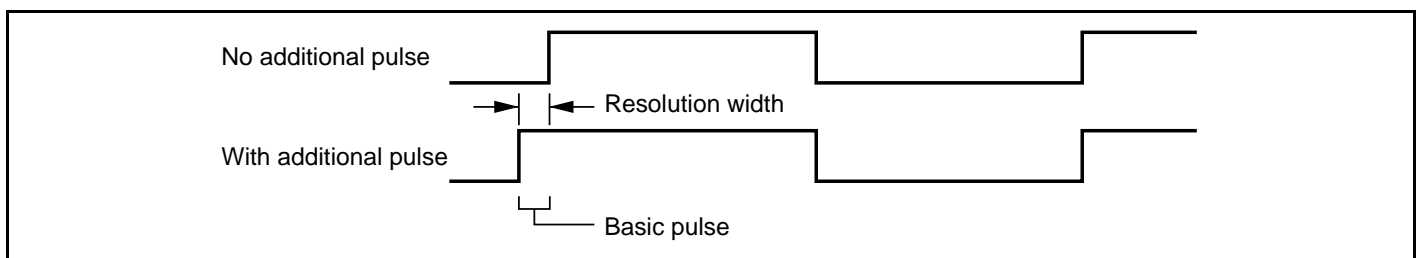 No additional pulse
Resolution width
With additional pulse
Basic pulse